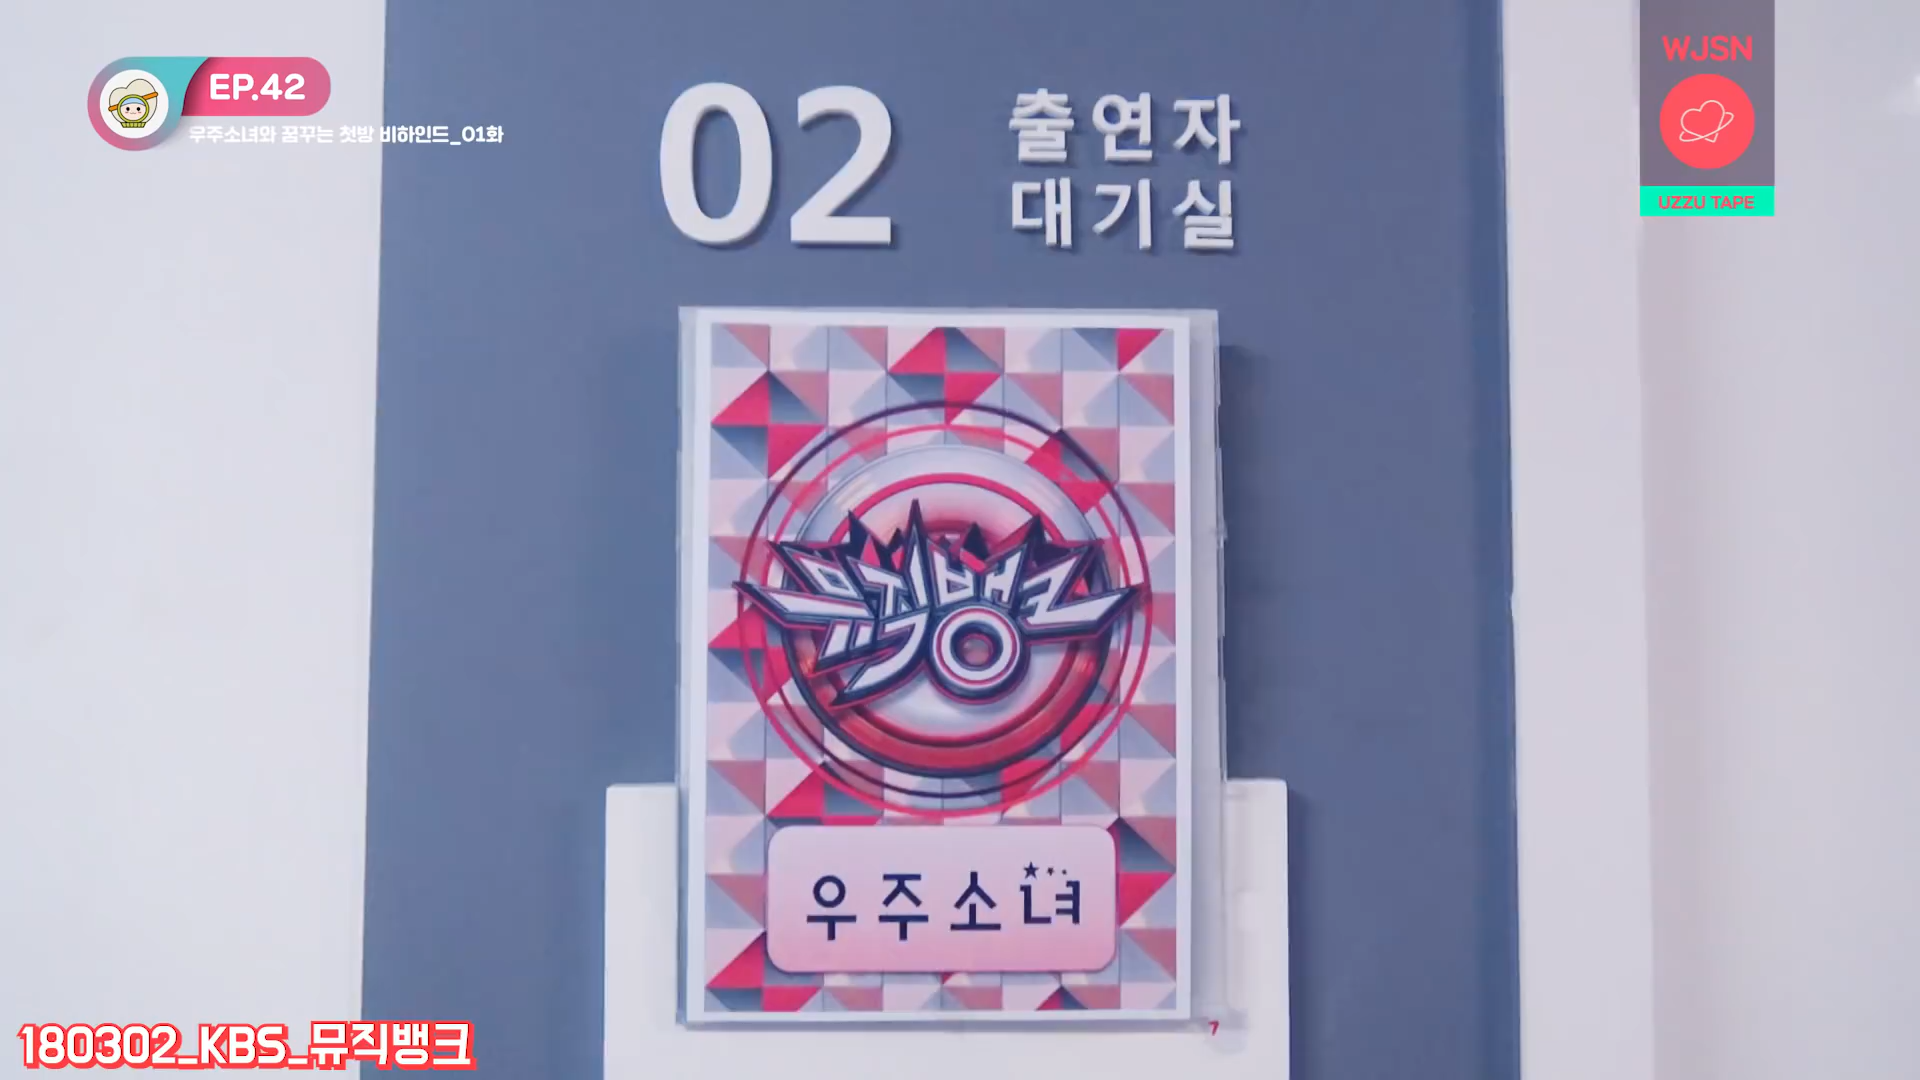 EP.42
우주소녀와 꿈꾸는 첫방 비하인드_01화
WJSN
UZZU TAPE
02
출연자
대기실
뮤직뱅크
우주소녀
180302_KBS_뮤직뱅크